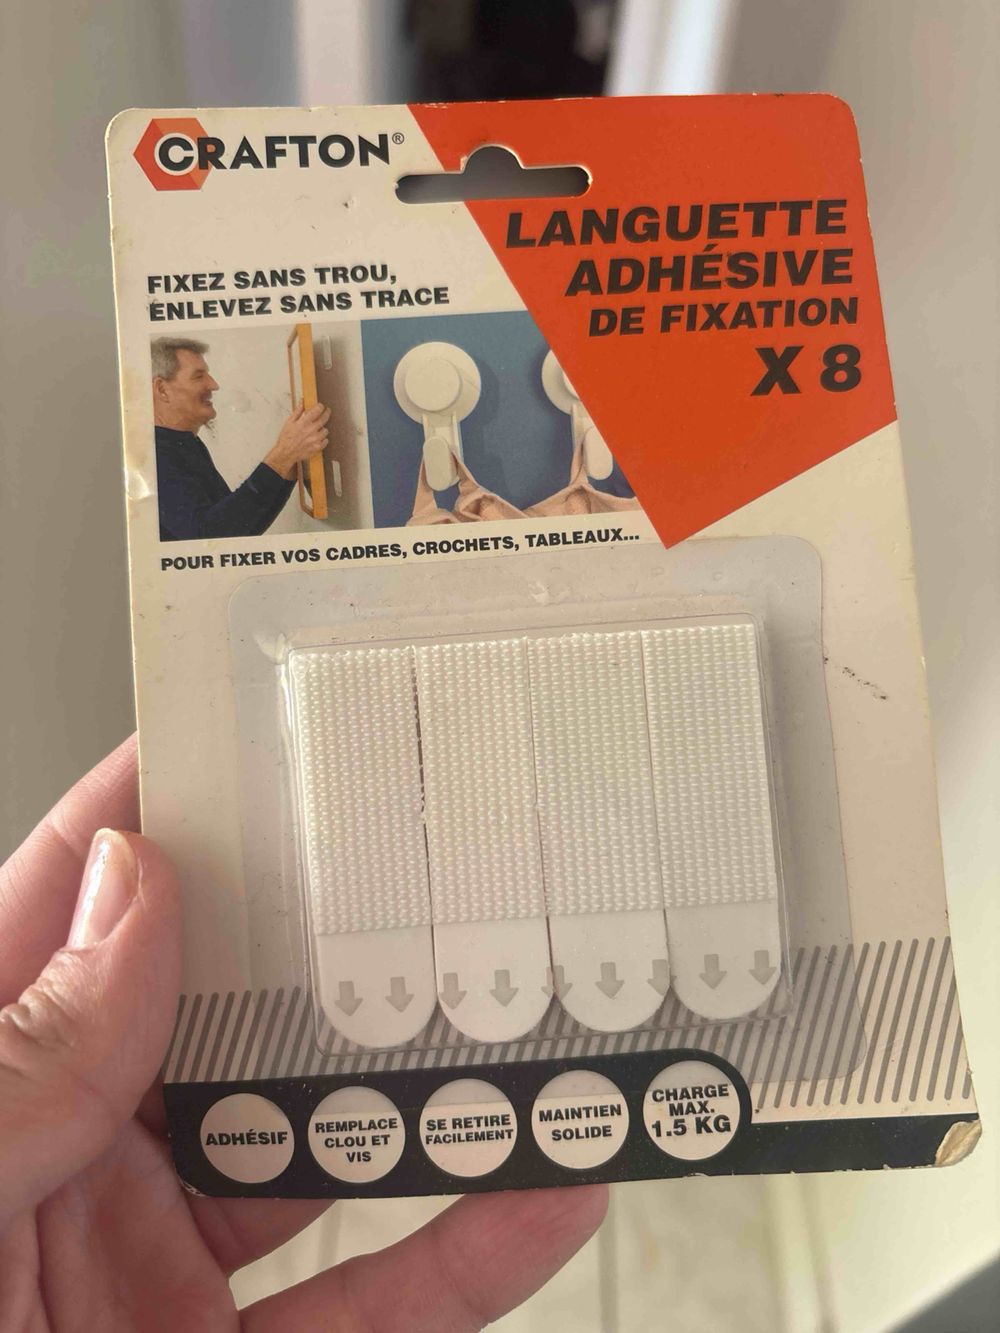 CRAFTON®
LANGUETTE
ADHÉSIVE
DE FIXATION
X 8
FIXEZ SANS TROU,
ENLEVEZ SANS TRACE
POUR FIXER VOS CADRES, CROCHETS, TABLEAUX...
ADHÉSIF
REMPLACE
CLOU ET
VIS
SE RETIRE
FACILEMENT
MAINTIEN
SOLIDE
CHARGE
MAX.
1.5 KG